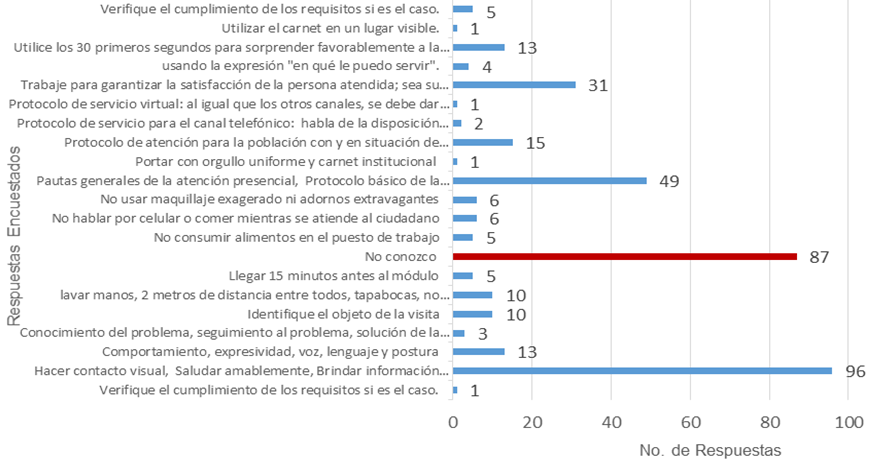 Respuestas Encuestados
Verifique el cumplimiento de los requisitos si es el caso. 5
Utilizar el carnet en un lugar visible. 1
Utilice los 30 primeros segundos para sorprender favorablemente a la... 13
usando la expresión "en qué le puedo servir". 4
Trabaje para garantizar la satisfacción de la persona atendida; sea su... 31
Protocolo de servicio virtual: al igual que los otros canales, se debe dar... 1
Protocolo de servicio para el canal telefónico: habla de la disposición... 2
Protocolo de atención para la población con y en situación de... 15
Portar con orgullo uniforme y carnet institucional 1
Pautas generales de la atención presencial, Protocolo básico de la... 49
No usar maquillaje exagerado ni adornos extravagantes 6
No hablar por celular o comer mientras se atiende al ciudadano 6
No consumir alimentos en el puesto de trabajo 5
No conozco 87
Llegar 15 minutos antes al módulo 5
lavar manos, 2 metros de distancia entre todos, tapabocas, no... 10
Identifique el objeto de la visita 10
Conocimiento del problema, seguimiento al problema, solución de la... 3
Comportamiento, expresividad, voz, lenguaje y postura 13
Hacer contacto visual, Saludar amablemente, Brindar información... 96
Verifique el cumplimiento de los requisitos si es el caso. 1
0 20 40 60 80 100
No. de Respuestas